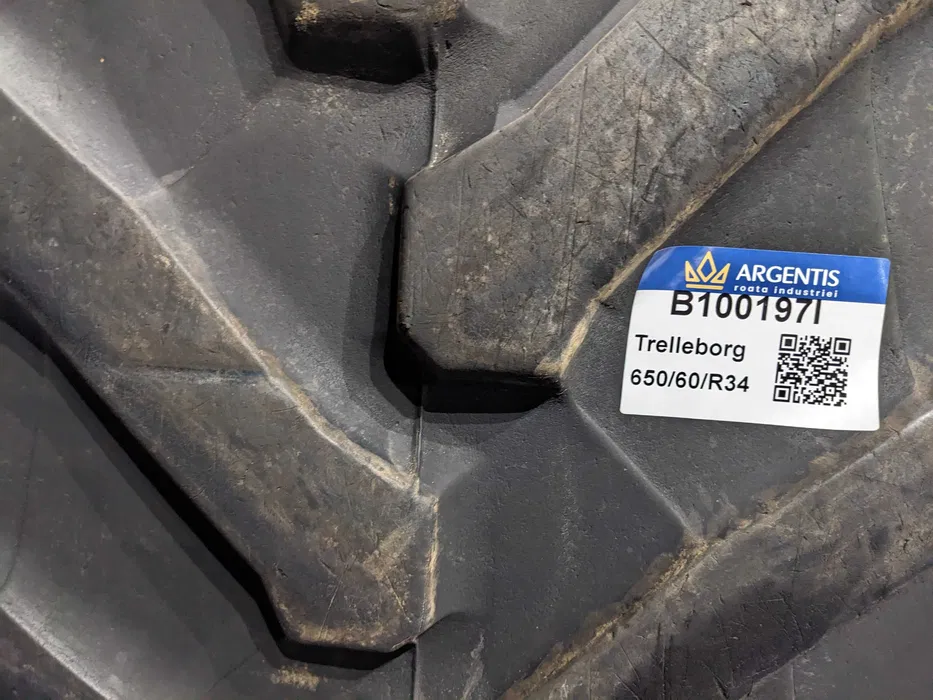 ARGENTIS
roata industriei
B100197I
Trelleborg
650/60/R34